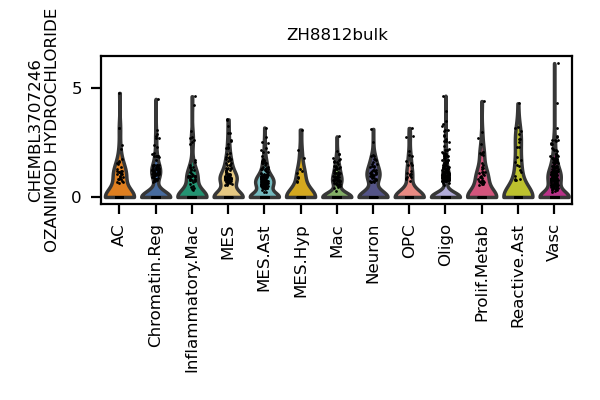 ZH8812bulk
CHEMBL3707246
OZANIMOD HYDROCHLORIDE
5
0
AC
Chromatin.Reg
Inflammatory.Mac
MES
MES.Ast
MES.Hyp
Mac
Neuron
OPC
Oligo
Prolif.Metab
Reactive.Ast
Vasc